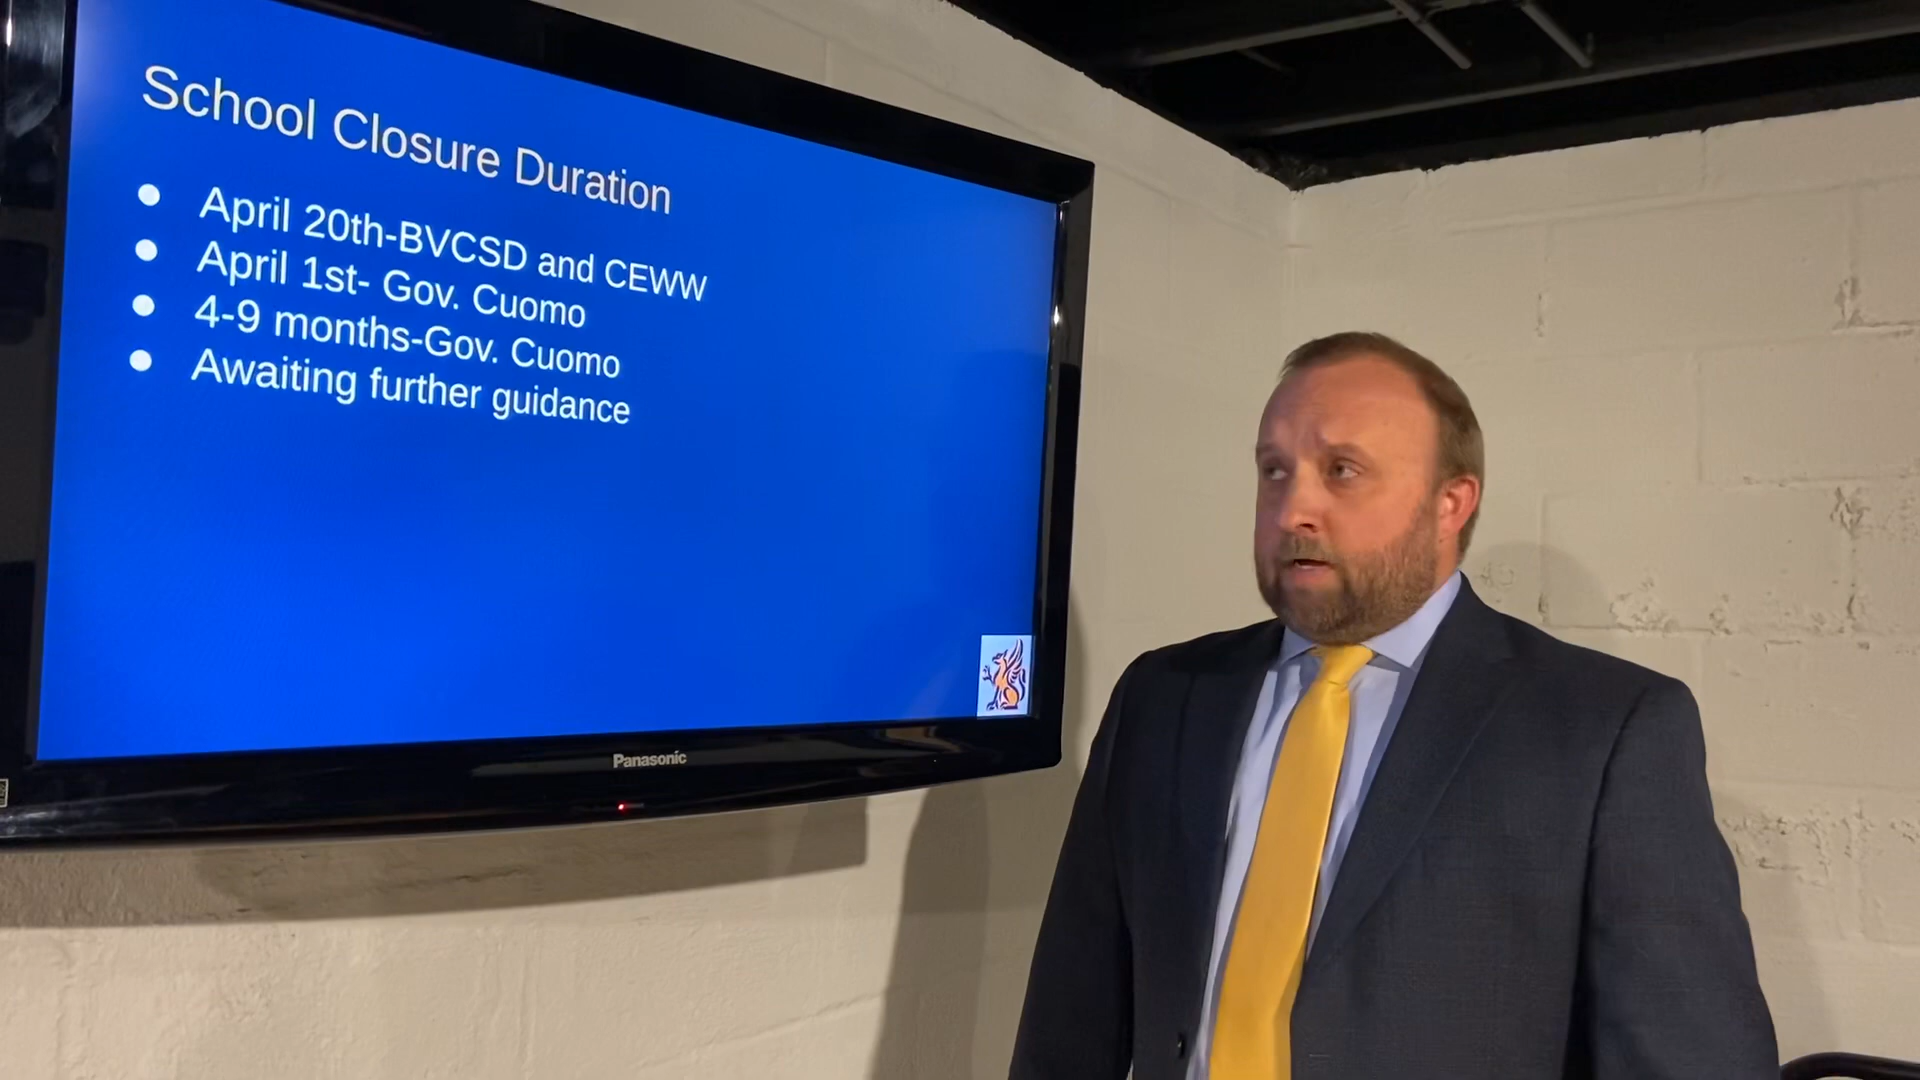 School Closure Duration
● April 20th-BVCSD and CEWW
● April 1st- Gov. Cuomo
● 4-9 months-Gov. Cuomo
● Awaiting further guidance
Panasonic